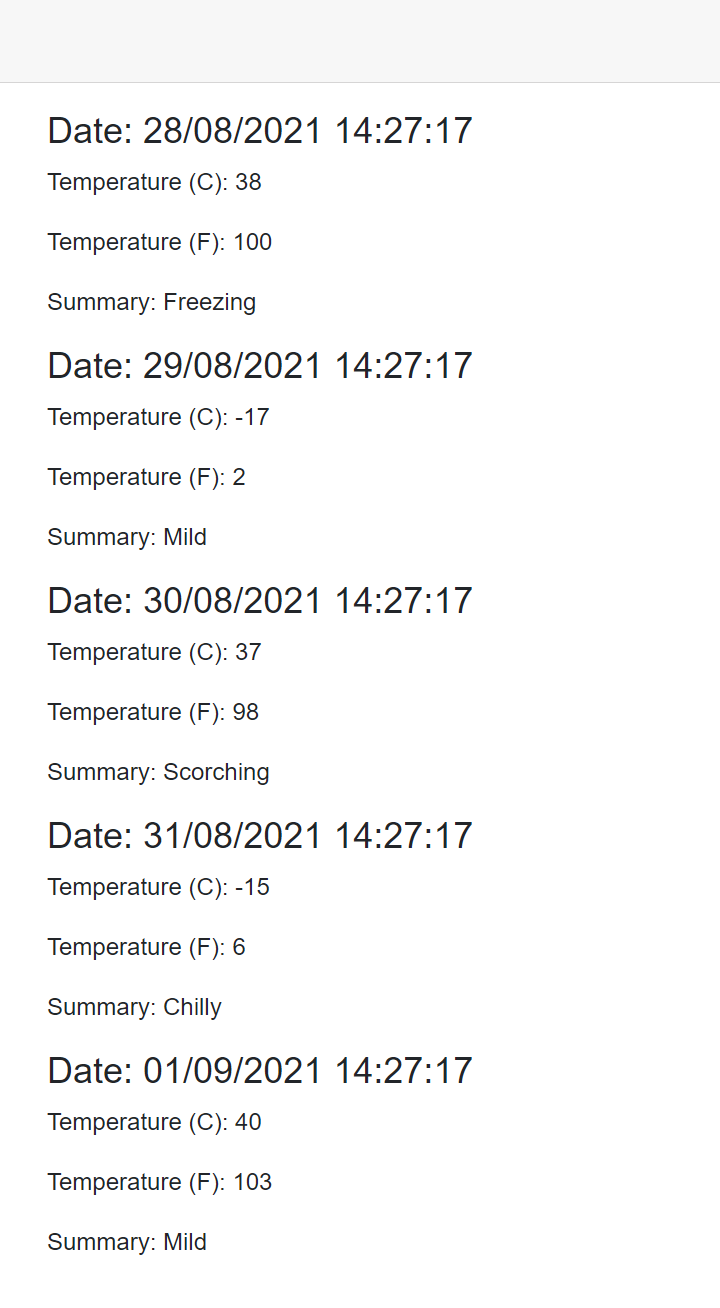 Date: 28/08/2021 14:27:17
Temperature (C): 38
Temperature (F): 100
Summary: Freezing
Date: 29/08/2021 14:27:17
Temperature (C): -17
Temperature (F): 2
Summary: Mild
Date: 30/08/2021 14:27:17
Temperature (C): 37
Temperature (F): 98
Summary: Scorching
Date: 31/08/2021 14:27:17
Temperature (C): -15
Temperature (F): 6
Summary: Chilly
Date: 01/09/2021 14:27:17
Temperature (C): 40
Temperature (F): 103
Summary: Mild